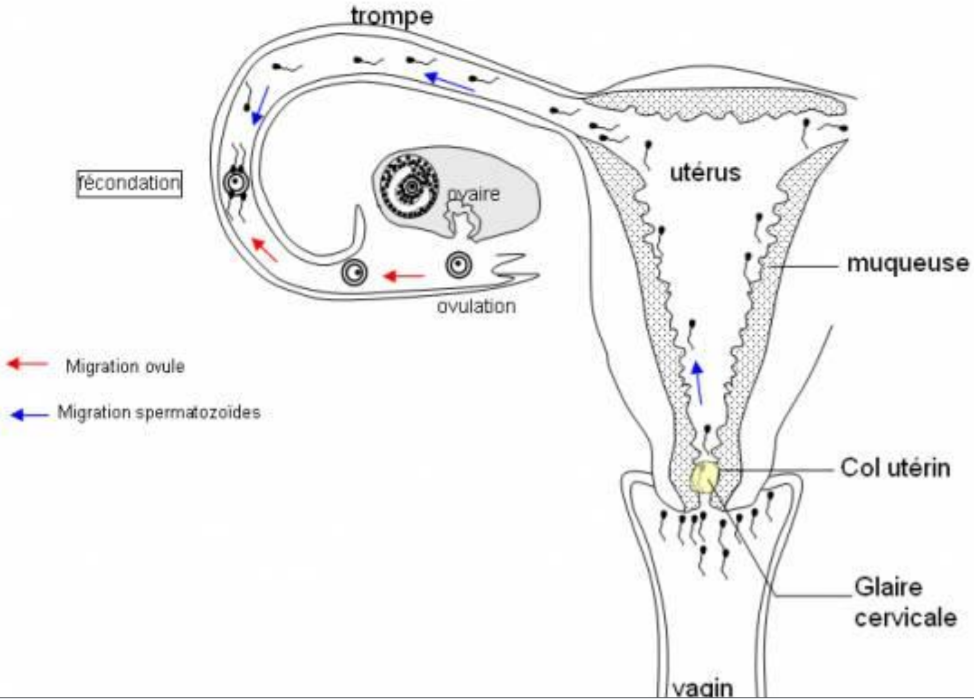 trompe
utérus
fécondation
ovaire
muqueuse
ovulation
Migration ovule
Migration spermatozoïdes
Col utérin
Glaire
cervicale
vagin